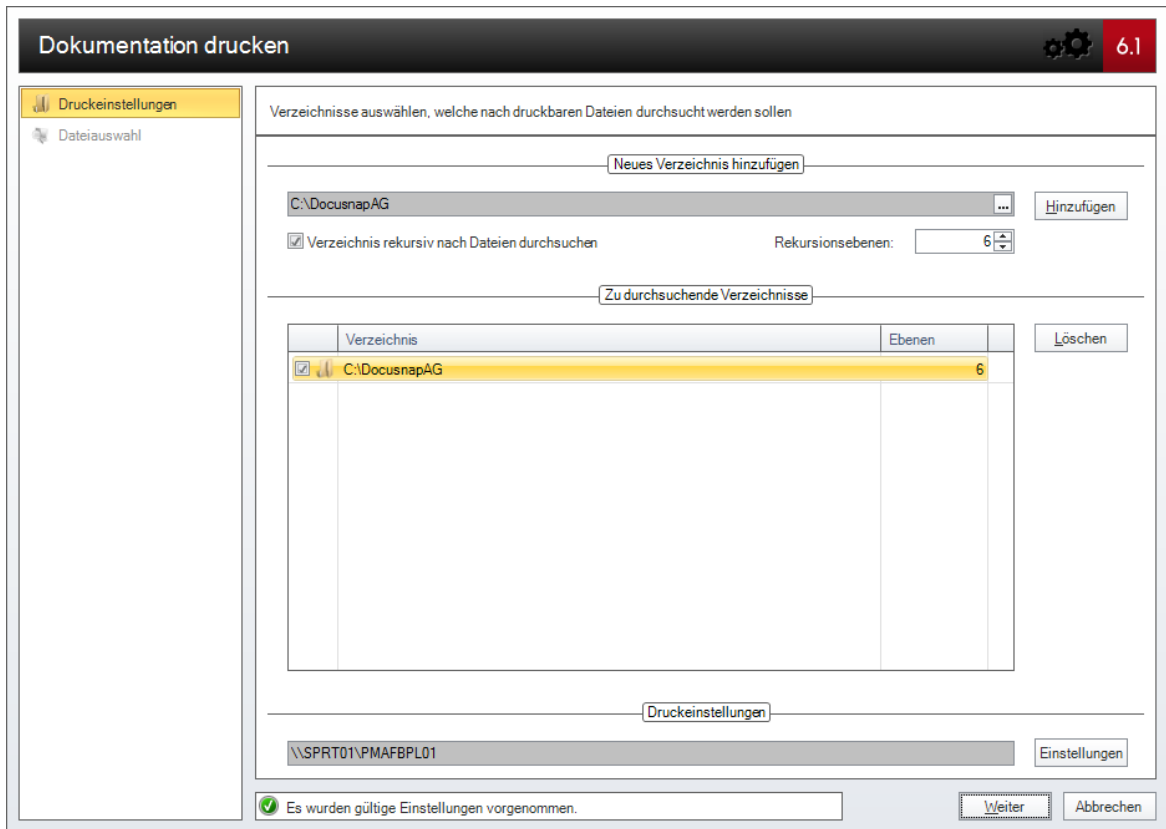 Dokumentation drucken
6.1
Druckeinstellungen
Dateiauswahl
Verzeichnisse auswählen, welche nach druckbaren Dateien durchsucht werden sollen
Neues Verzeichnis hinzufügen
C:\DocusnapAG ... Hinzufügen
Verzeichnis rekursiv nach Dateien durchsuchen Rekursionsebenen: 6
Zu durchsuchende Verzeichnisse
Verzeichnis Ebenen Löschen
C:\DocusnapAG 6
Druckeinstellungen
\\SPRT01\PMAFBPL01 Einstellungen
Es wurden gültige Einstellungen vorgenommen. Weiter Abbrechen